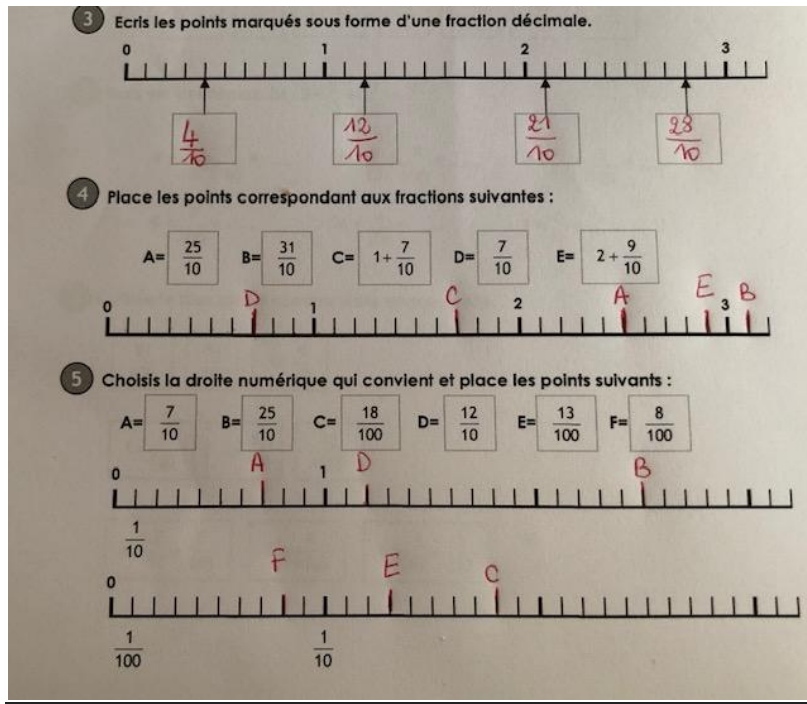 3 Ecris les points marqués sous forme d'une fraction décimale.
0 1 2 3
4/10 12/10 21/10 28/10
4 Place les points correspondant aux fractions suivantes :
A= 25/10 B= 31/10 C= 1+ 7/10 D= 7/10 E= 2+ 9/10
D C A E B
0 1 2 3
5 Choisis la droite numérique qui convient et place les points suivants :
A= 7/10 B= 25/10 C= 18/100 D= 12/10 E= 13/100 F= 8/100
A D B
0 1
1/10
F E C
0
1/100 1/10